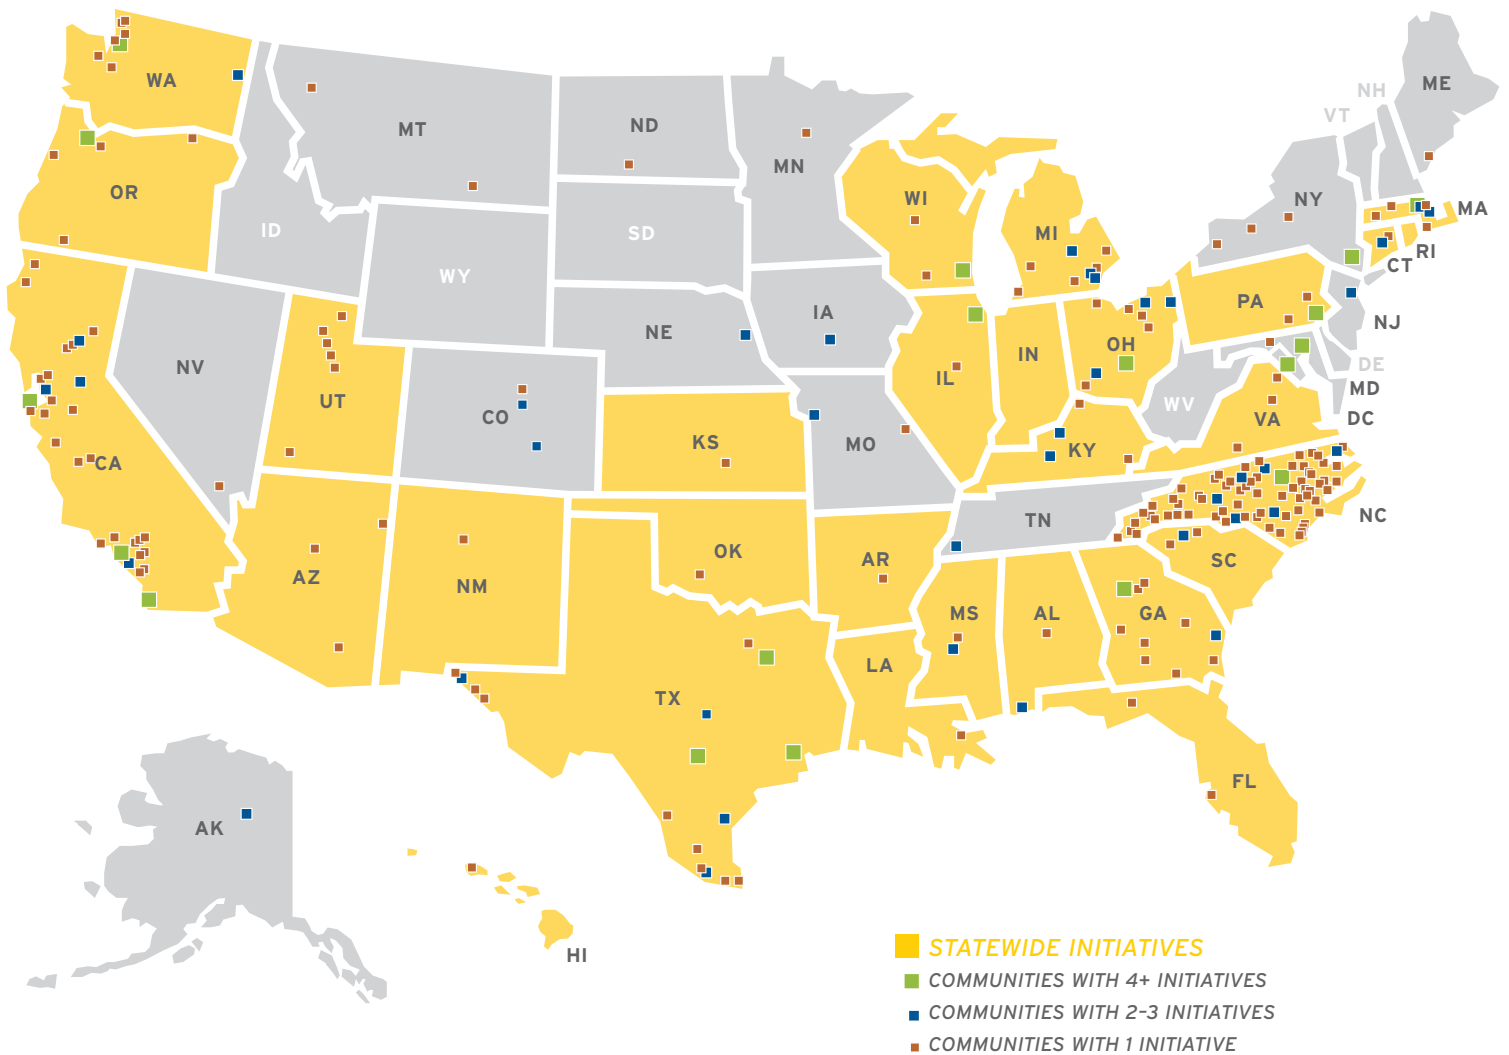 WA
MT
ND
MN
ME
NH
VT
OR
ID
SD
WI
MI
NY
MA
WY
RI
CT
NE
IA
PA
NJ
NV
UT
CO
IL
IN
OH
DE
MD
DC
WV
VA
KS
MO
KY
CA
NC
TN
OK
AR
SC
AZ
NM
MS
AL
GA
LA
TX
FL
AK
HI
STATEWIDE INITIATIVES
COMMUNITIES WITH 4+ INITIATIVES
COMMUNITIES WITH 2–3 INITIATIVES
COMMUNITIES WITH 1 INITIATIVE